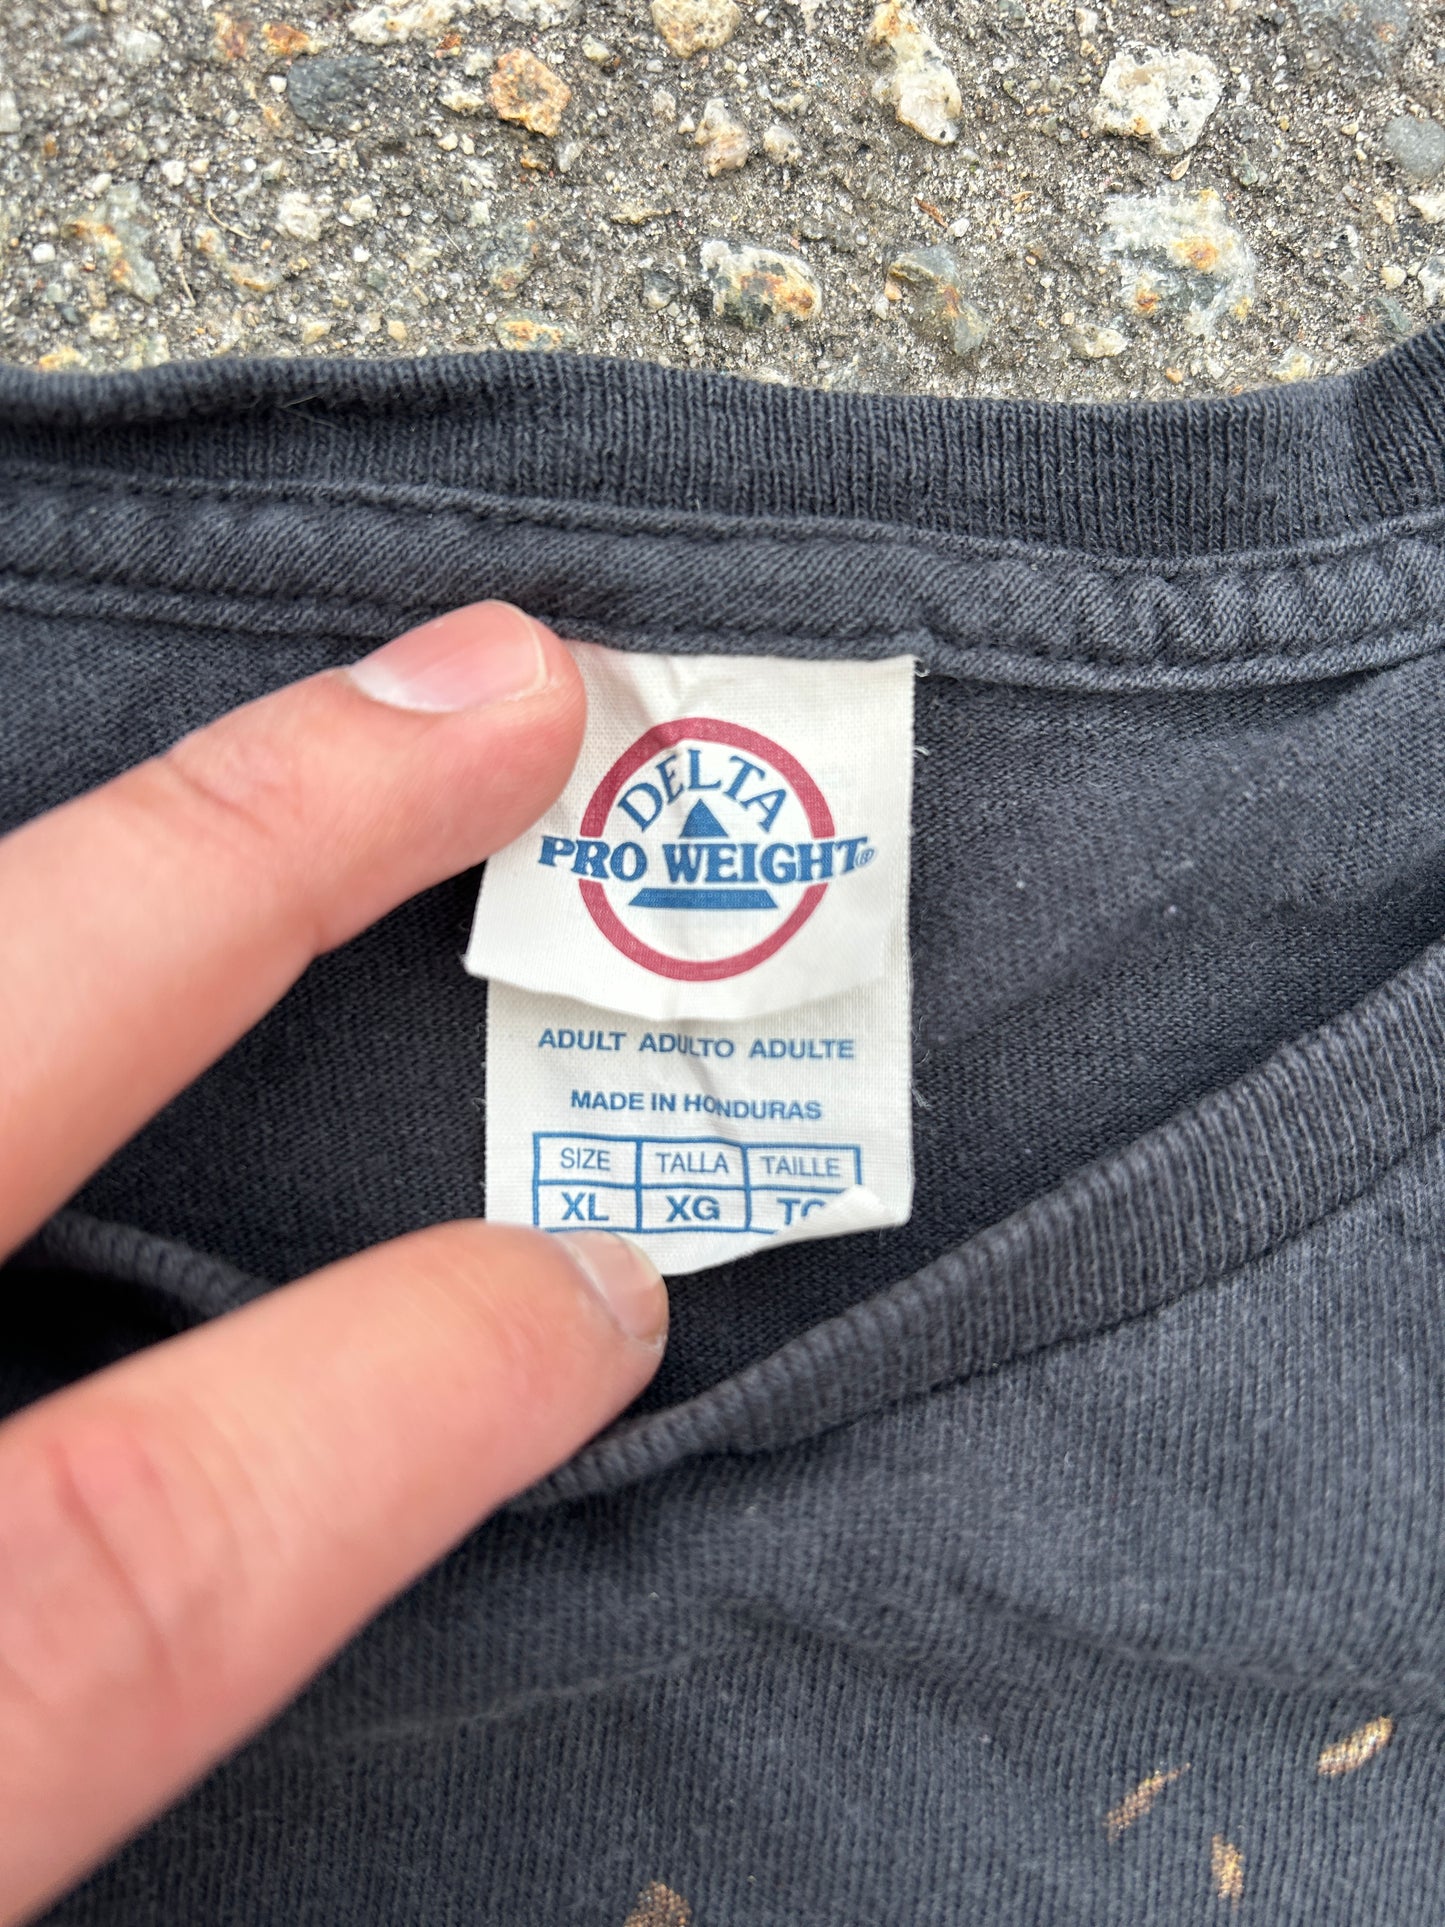 DELTA
PRO WEIGHT®
ADULT ADULTO ADULTE
MADE IN HONDURAS
SIZE TALLA TAILLE
XL XG